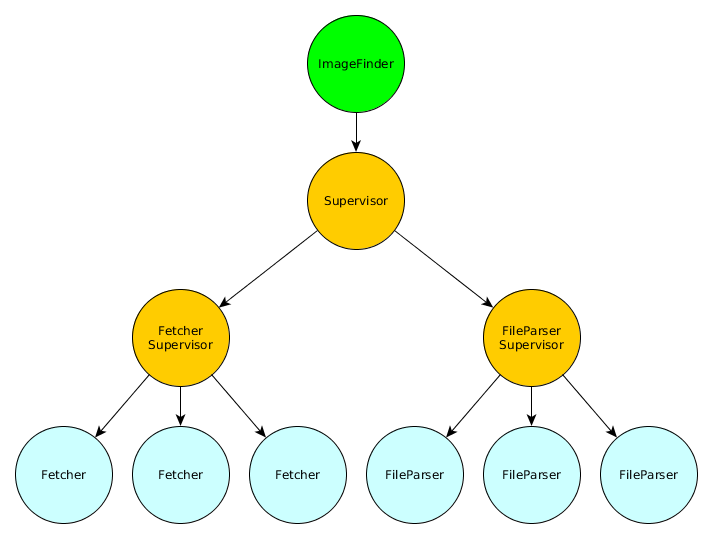 ImageFinder
Supervisor
Fetcher
Supervisor
FileParser
Supervisor
Fetcher
Fetcher
Fetcher
FileParser
FileParser
FileParser